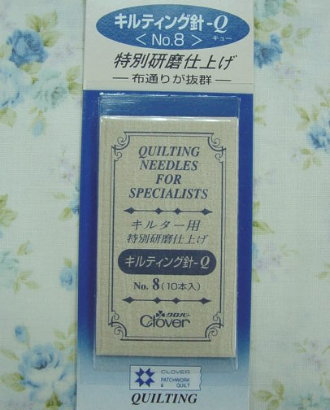 キルティング針-Q
<No.8> キュー
特別研磨仕上げ
―布通りが抜群―
QUILTING
NEEDLES
FOR
SPECIALISTS
キルター用
特別研磨仕上げ
キルティング針-Q
No. 8(10本入)
クロバー
Clover
CLOVER
PATCHWORK
&
QUILT
QUILTING